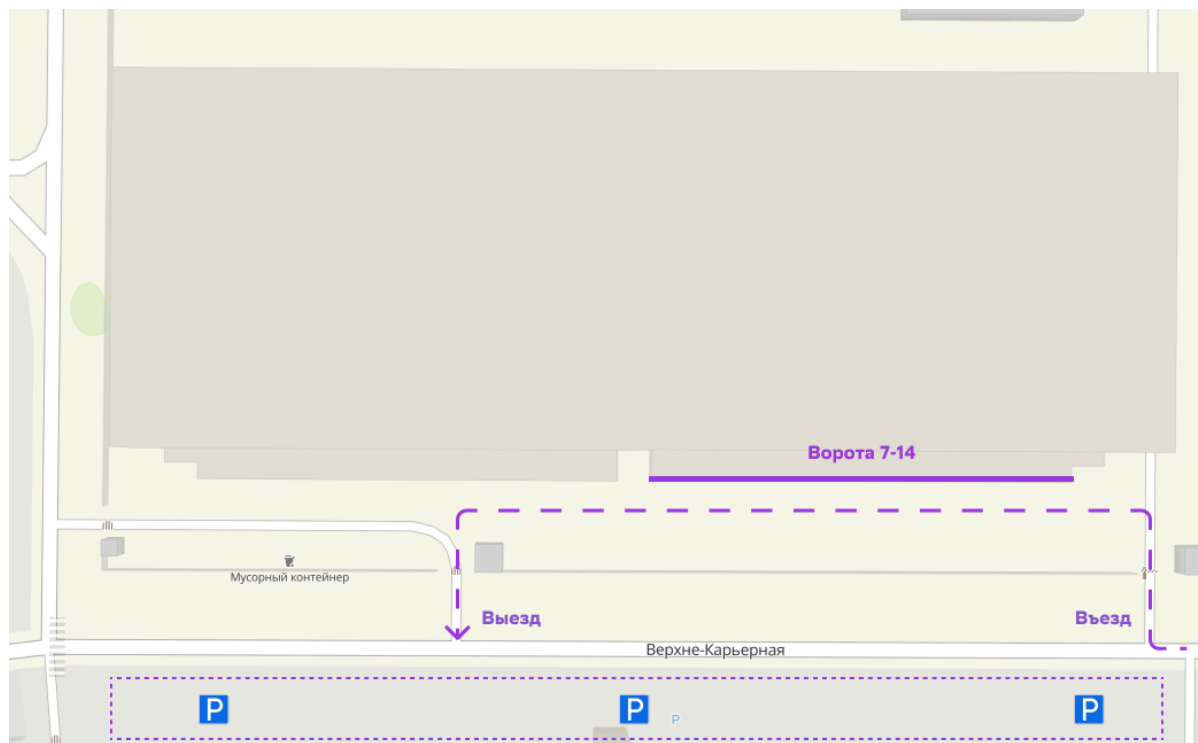 Ворота 7-14
Мусорный контейнер
Выезд
Въезд
Верхне-Карьерная
P
P
P
P